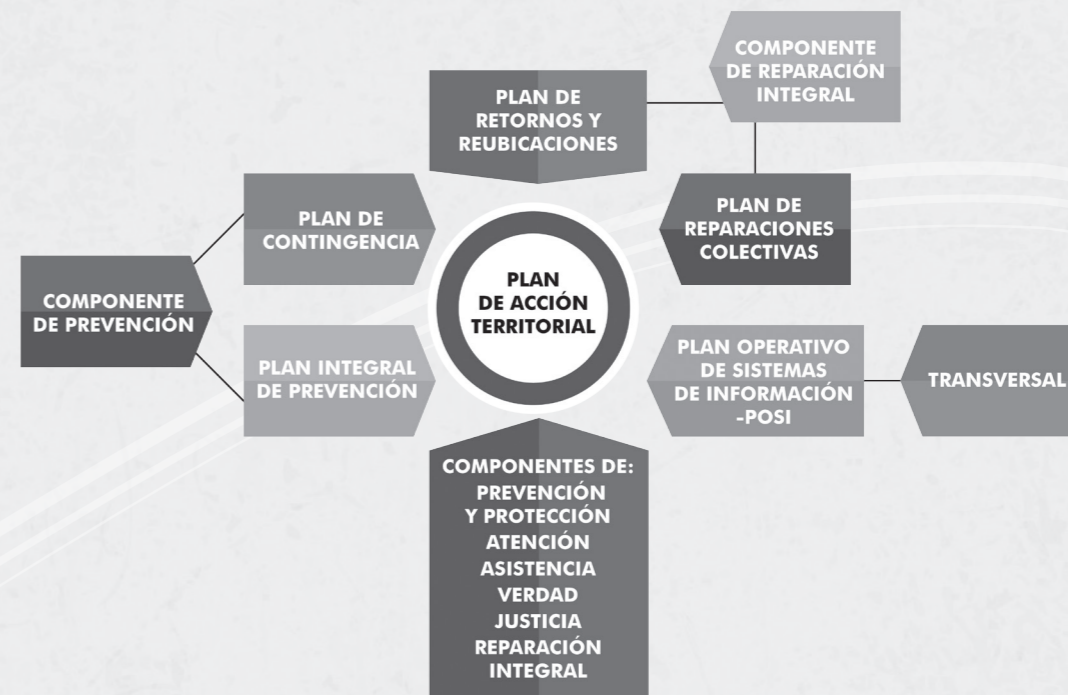 COMPONENTE
DE REPARACIÓN
INTEGRAL
PLAN DE
RETORNOS Y
REUBICACIONES
PLAN DE
CONTINGENCIA
PLAN DE
REPARACIONES
COLECTIVAS
COMPONENTE
DE PREVENCIÓN
PLAN
DE ACCIÓN
TERRITORIAL
PLAN INTEGRAL
DE PREVENCIÓN
PLAN OPERATIVO
DE SISTEMAS
DE INFORMACIÓN
-POSI
TRANSVERSAL
COMPONENTES DE:
PREVENCIÓN
Y PROTECCIÓN
ATENCIÓN
ASISTENCIA
VERDAD
JUSTICIA
REPARACIÓN
INTEGRAL